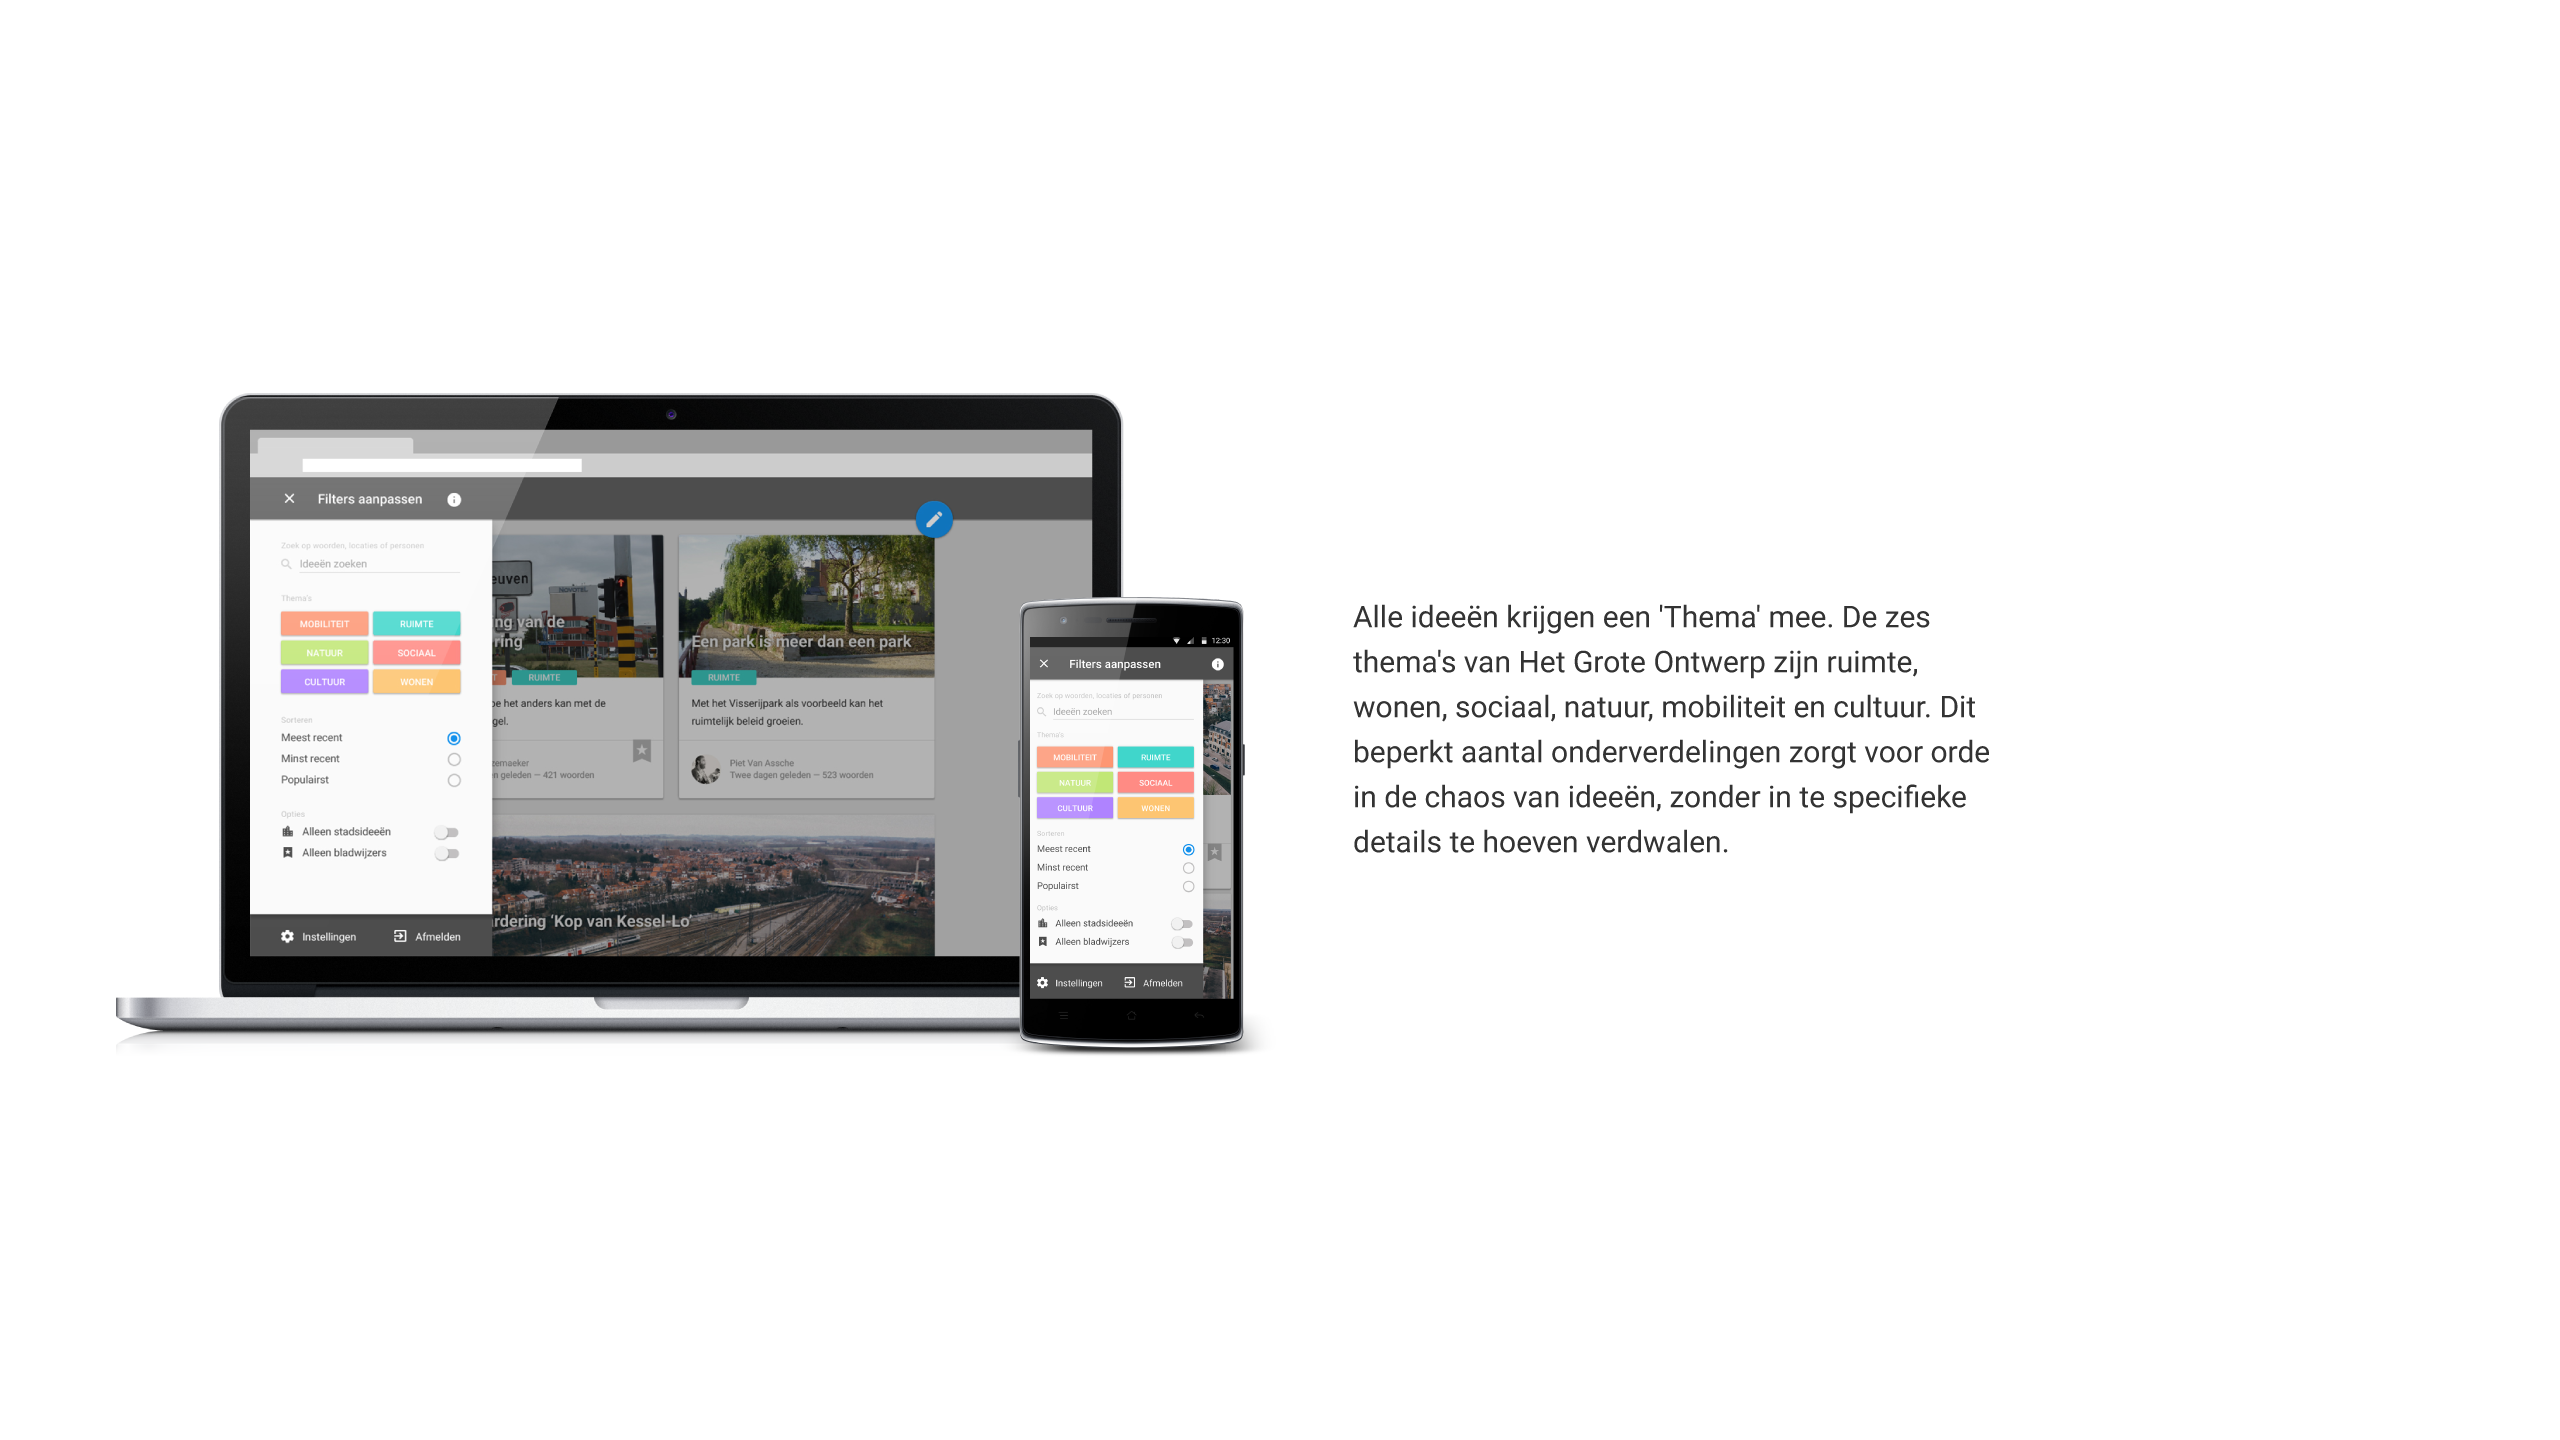 Filters aanpassen
Zoek op woorden, locaties of personen
Ideeën zoeken
Thema's
MOBILITEIT
RUIMTE
NATUUR
SOCIAAL
CULTUUR
WONEN
Sorteren
Meest recent
Minst recent
Populairst
Opties
Alleen stadsideeën
Alleen bladwijzers
Instellingen
Afmelden
euven
NOVOTEL
ng van de
ring
T
RUIMTE
oe het anders kan met de
gel.
zemaeker
n geleden — 421 woorden
Een park is meer dan een park
RUIMTE
Met het Visserijpark als voorbeeld kan het
ruimtelijk beleid groeien.
Piet Van Assche
Twee dagen geleden — 523 woorden
rdering ‘Kop van Kessel-Lo’
12:30
Filters aanpassen
Zoek op woorden, locaties of personen
Ideeën zoeken
Thema's
MOBILITEIT
RUIMTE
NATUUR
SOCIAAL
CULTUUR
WONEN
Sorteren
Meest recent
Minst recent
Populairst
Opties
Alleen stadsideeën
Alleen bladwijzers
Instellingen
Afmelden
Alle ideeën krijgen een 'Thema' mee. De zes
thema's van Het Grote Ontwerp zijn ruimte,
wonen, sociaal, natuur, mobiliteit en cultuur. Dit
beperkt aantal onderverdelingen zorgt voor orde
in de chaos van ideeën, zonder in te specifieke
details te hoeven verdwalen.